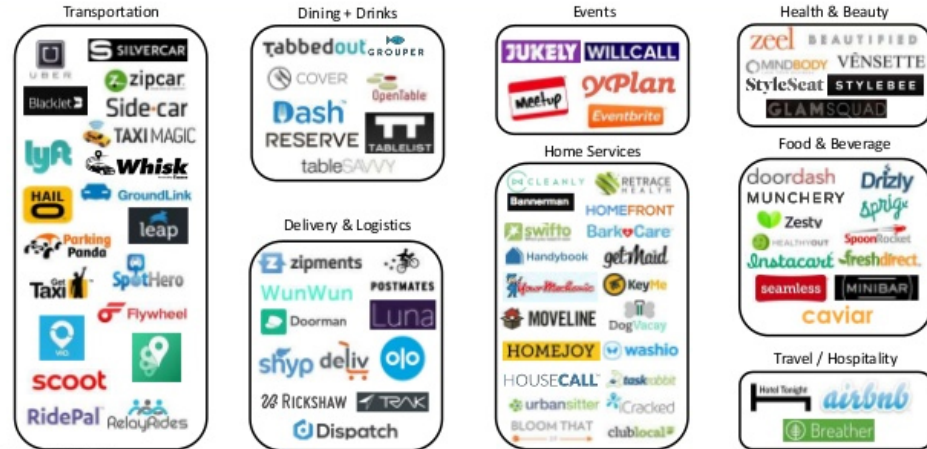 Transportation
UBER
SILVERCAR
zipcar
BlackJet
Side·car
lyft
TAXI MAGIC
Whisk
HAIL
GroundLink
leap
Parking Panda
SpotHero
Get Taxi
Flywheel
VIA
scoot
RidePal
RelayRides
Dining + Drinks
Tabbedout
GROUPER
COVER
OpenTable
Dash
RESERVE
TABLELIST
tableSAVVY
Delivery & Logistics
zipments
POSTMATES
WunWun
Doorman
Luna
shyp
deliv
olo
RICKSHAW
TRAK
Dispatch
Events
JUKELY
WILLCALL
Meetup
YPlan
Eventbrite
Home Services
CLEANLY
RETRACE HEALTH
Bannerman
HOMEFRONT
swifto
Bark Care
Handybook
getMaid
YourMechanic
KeyMe
MOVELINE
DogVacay
HOMEJOY
washio
HOUSECALL
taskrabbit
urbansitter
iCracked
BLOOM THAT
clublocal
Health & Beauty
zeel
BEAUTIFIED
MINDBODY
VÊNSETTE
StyleSeat
STYLEBEE
GLAMSQUAD
Food & Beverage
doordash
Drizly
MUNCHERY
sprig
Zesty
HEALTHYOUT
SpoonRocket
Instacart
freshdirect.
seamless
MINIBAR
caviar
Travel / Hospitality
Hotel Tonight
airbnb
Breather